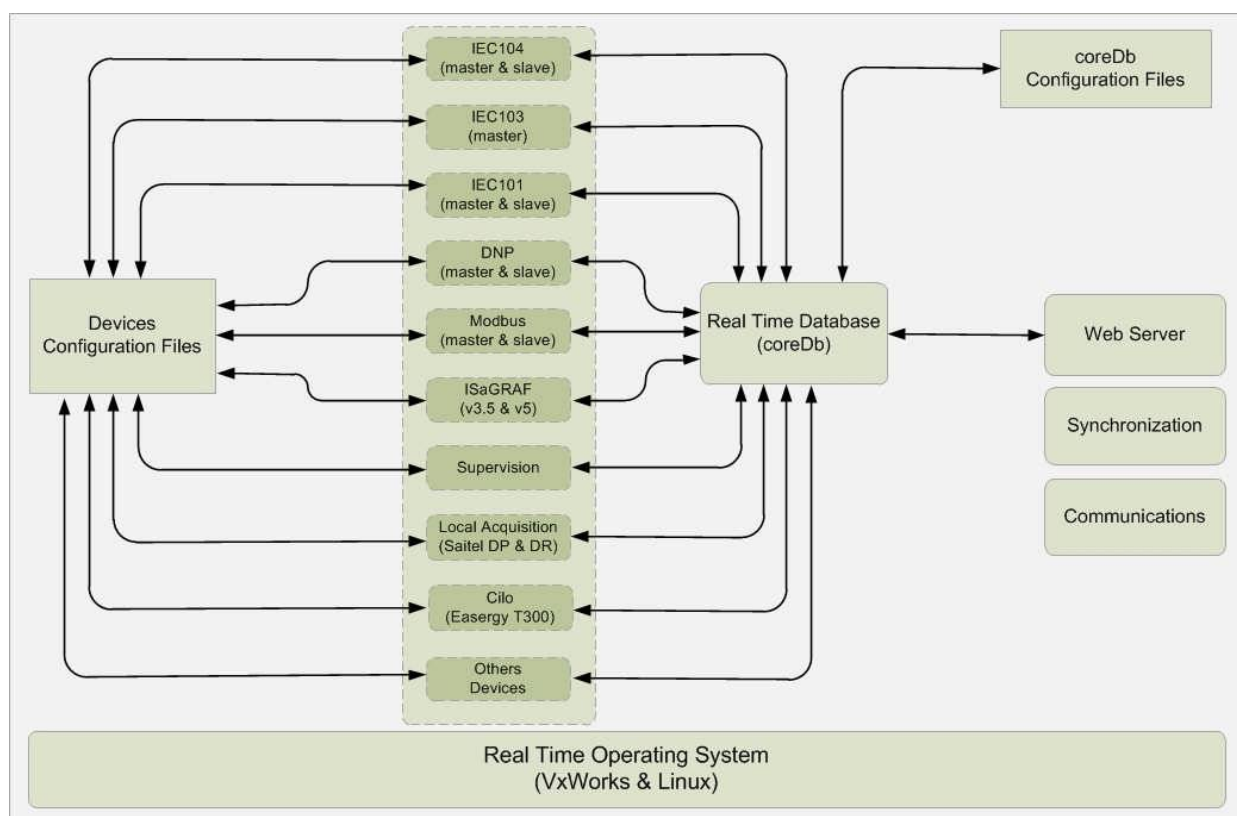 IEC104
(master & slave)
coreDb
Configuration Files
IEC103
(master)
IEC101
(master & slave)
DNP
(master & slave)
Devices
Configuration Files
Modbus
(master & slave)
Real Time Database
(coreDb)
Web Server
ISaGRAF
(v3.5 & v5)
Synchronization
Supervision
Communications
Local Acquisition
(Saitel DP & DR)
Cilo
(Easergy T300)
Others
Devices
Real Time Operating System
(VxWorks & Linux)